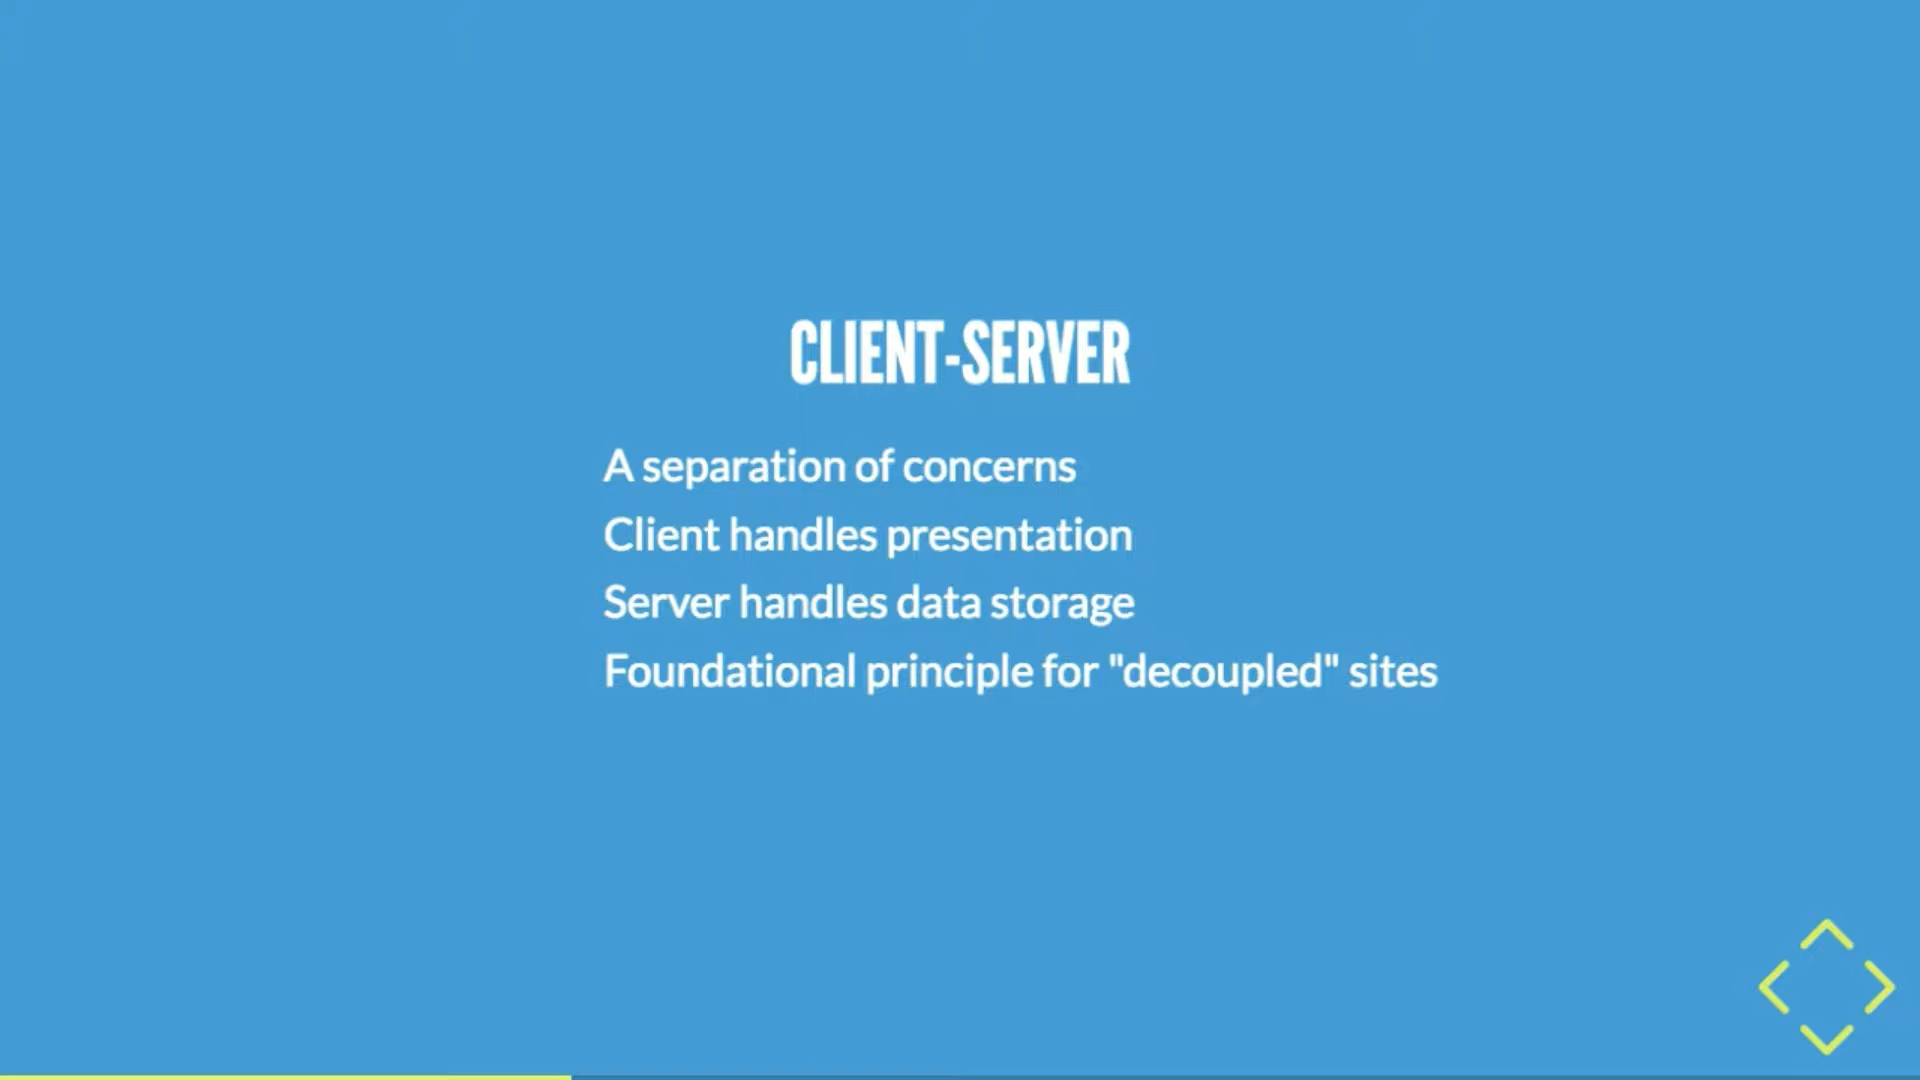 CLIENT-SERVER
A separation of concerns
Client handles presentation
Server handles data storage
Foundational principle for "decoupled" sites